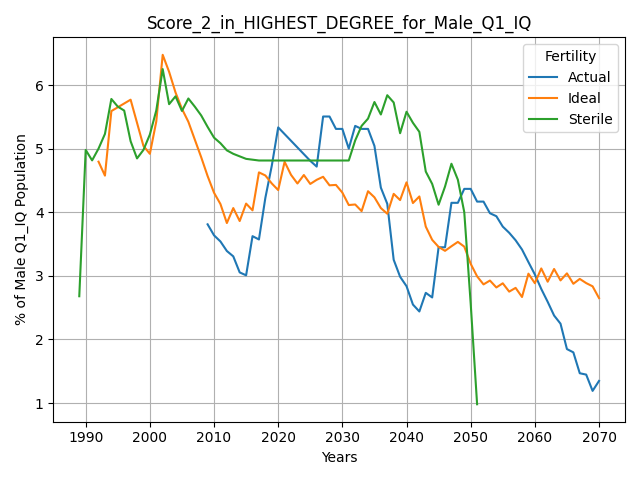 Score_2_in_HIGHEST_DEGREE_for_Male_Q1_IQ
Fertility
Actual
Ideal
Sterile
% of Male Q1_IQ Population
6
5
4
3
2
1
1990 2000 2010 2020 2030 2040 2050 2060 2070
Years